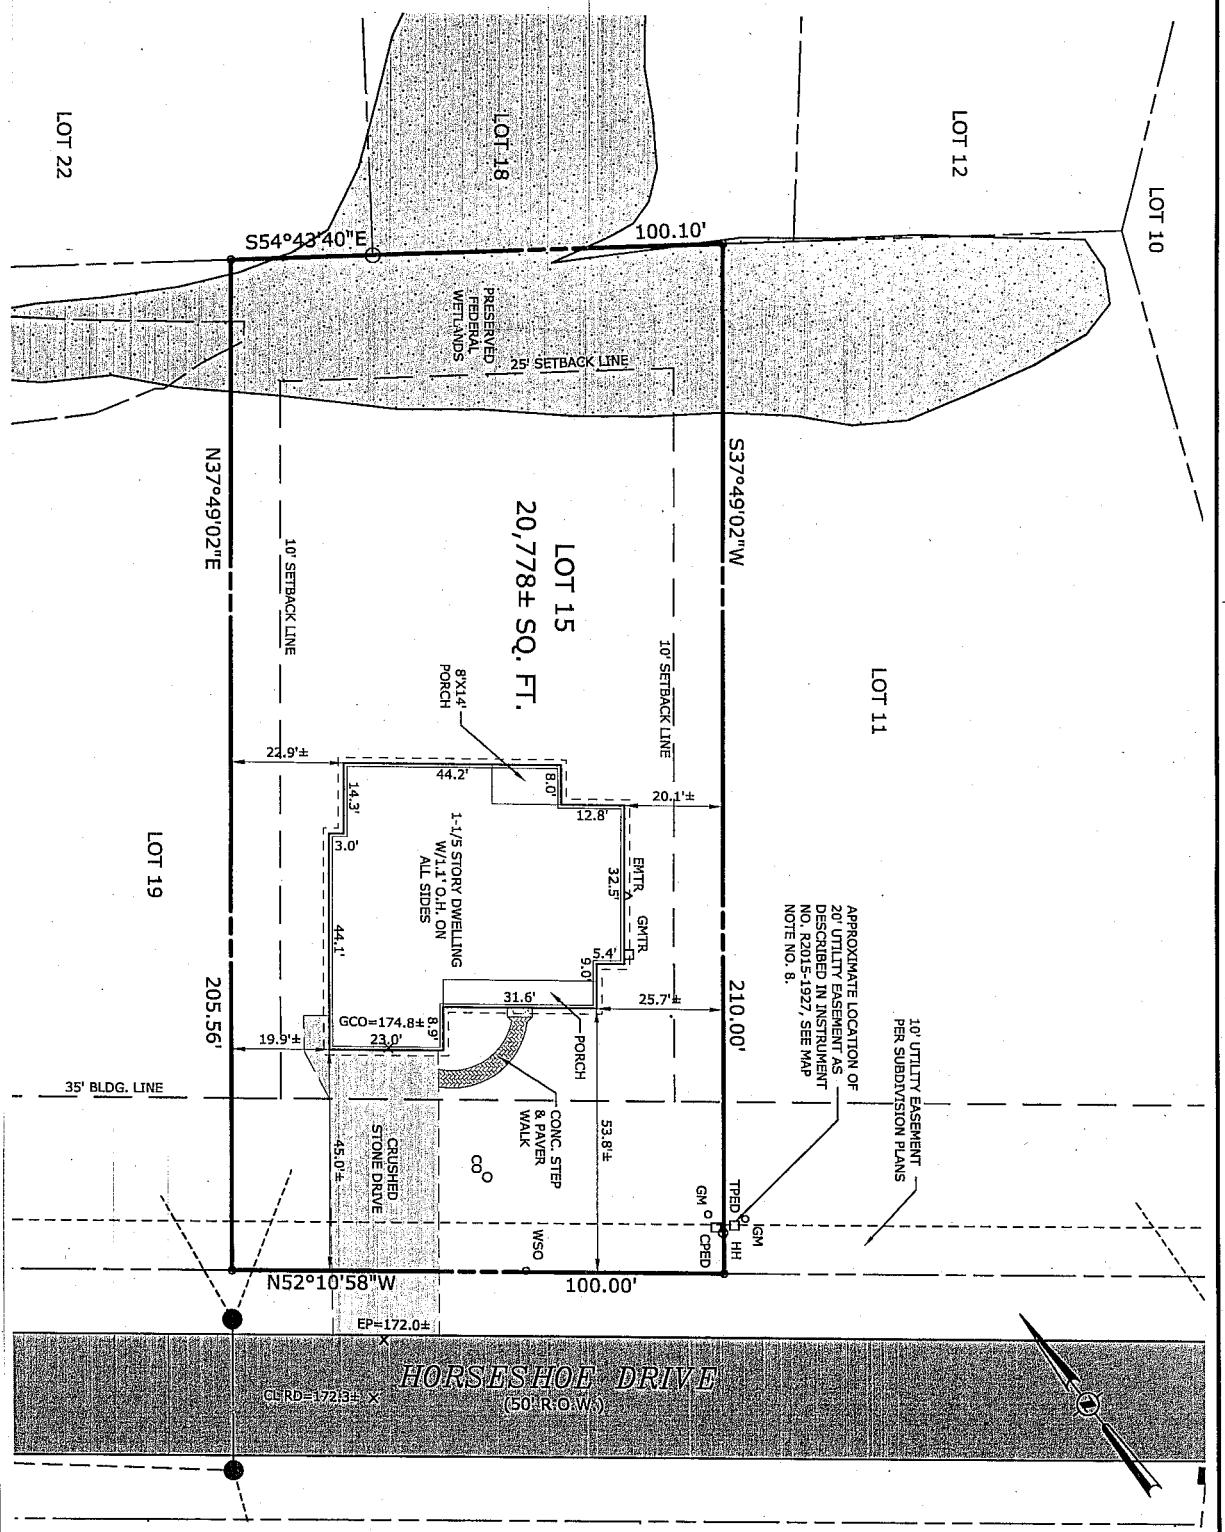 LOT 22
LOT 18
LOT 12
LOT 10
S54°43'40"E
100.10'
PRESERVED
FEDERAL
WETLANDS
25' SETBACK LINE
N37°49'02"E
S37°49'02"W
10' SETBACK LINE
LOT 15
20,778± SQ. FT.
10' SETBACK LINE
LOT 11
8'X14'
PORCH
22.9'±
44.2'
8.0'
14.3'
12.8'
20.1'±
3.0'
LOT 19
1-1/5 STORY DWELLING
W/1.1' O.H. ON
ALL SIDES
32.5'
EMTR
GMTR
APPROXIMATE LOCATION OF
20' UTILITY EASEMENT AS
DESCRIBED IN INSTRUMENT
NO. R2015-1927, SEE MAP
NOTE NO. 8.
44.1'
5.4'
9.0'
205.56'
210.00'
31.6'
25.7'±
GCO=174.8±
8.9'
23.0'
19.9'±
PORCH
10' UTILITY EASEMENT
PER SUBDIVISION PLANS
35' BLDG. LINE
CONC. STEP
& PAVER
WALK
53.8'±
45.0'±
CRUSHED
STONE DRIVE
CO
WSO
GM
TPED
IGM
CPED
HH
N52°10'58"W
100.00'
EP=172.0±
HORSESHOE DRIVE
(50' R.O.W.)
CL RD=172.3±